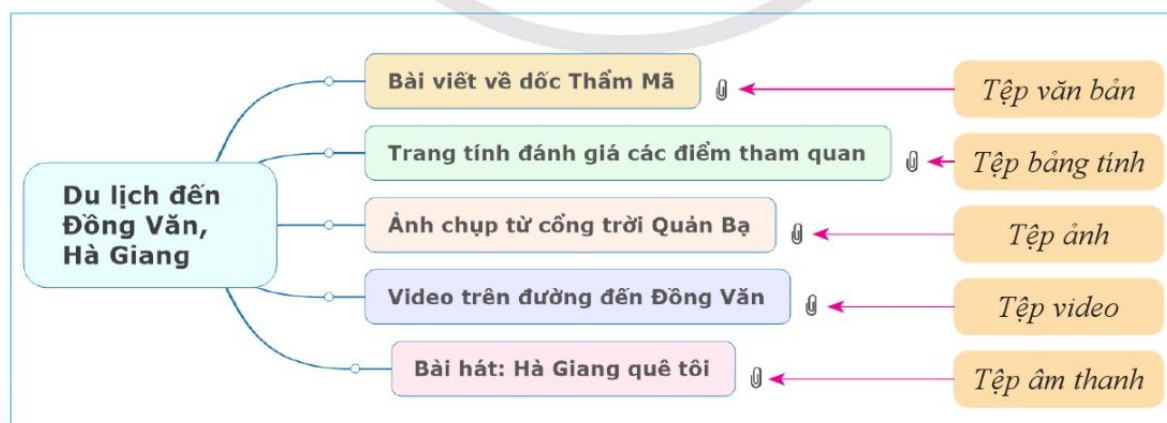 Bài viết về dốc Thẩm Mã
Tệp văn bản
Trang tính đánh giá các điểm tham quan
Tệp bảng tính
Du lịch đến
Đồng Văn,
Hà Giang
Ảnh chụp từ cổng trời Quản Bạ
Tệp ảnh
Video trên đường đến Đồng Văn
Tệp video
Bài hát: Hà Giang quê tôi
Tệp âm thanh